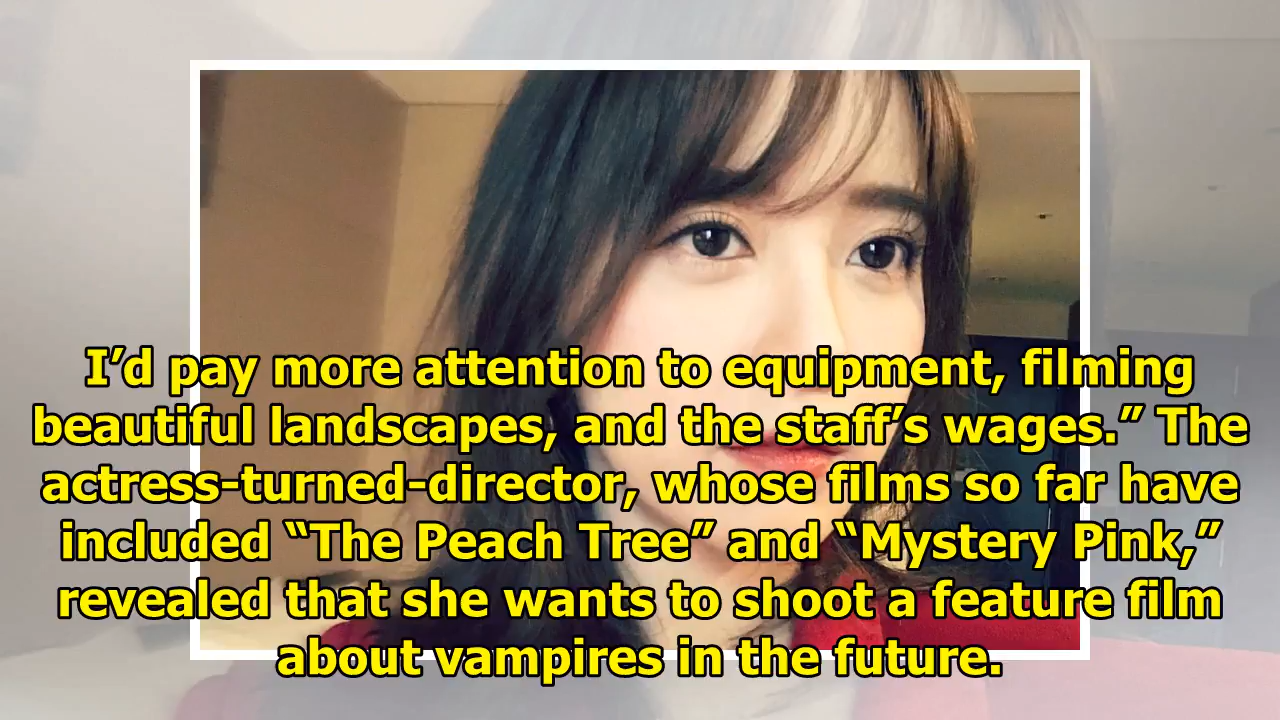 I’d pay more attention to equipment, filming
beautiful landscapes, and the staff’s wages.” The
actress-turned-director, whose films so far have
included “The Peach Tree” and “Mystery Pink,”
revealed that she wants to shoot a feature film
about vampires in the future.